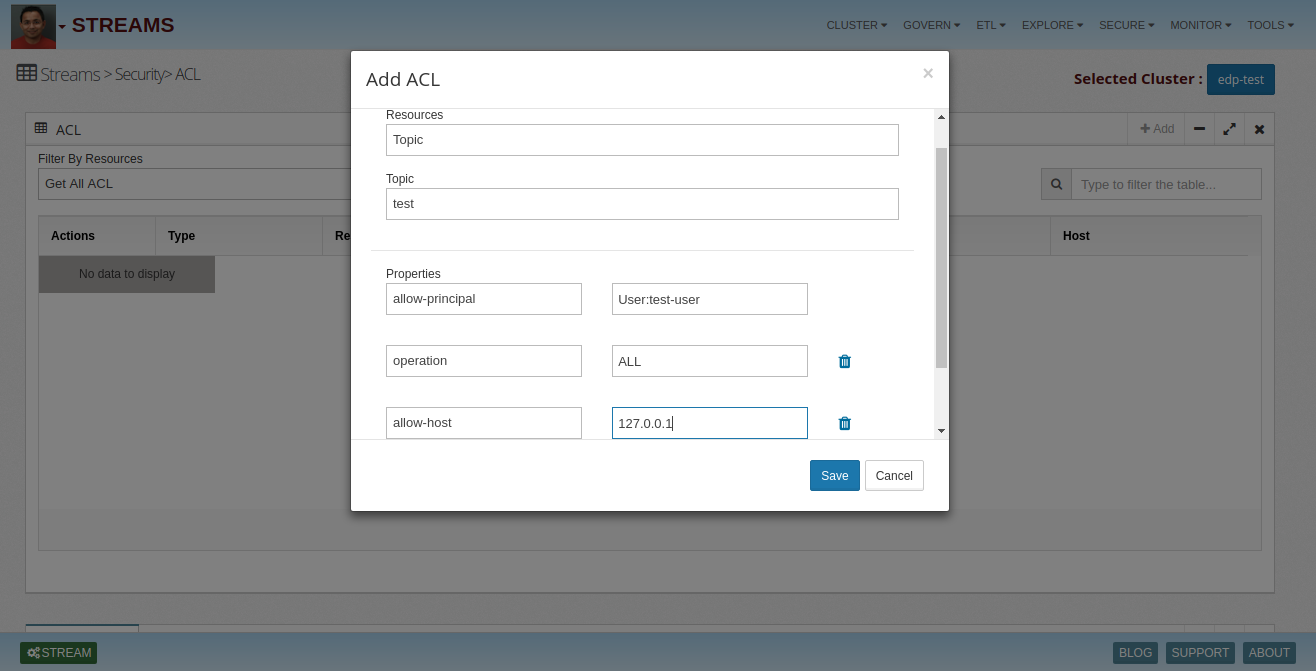 STREAMS
CLUSTER GOVERN ETL EXPLORE SECURE MONITOR TOOLS
Streams > Security> ACL
Selected Cluster : edp-test
ACL
Add
Filter By Resources
Get All ACL
Type to filter the table...
Actions Type Re Host
No data to display
Add ACL
×
Resources
Topic
Topic
test
Properties
allow-principal User:test-user
operation ALL
allow-host 127.0.0.1
Save Cancel
STREAM
BLOG SUPPORT ABOUT